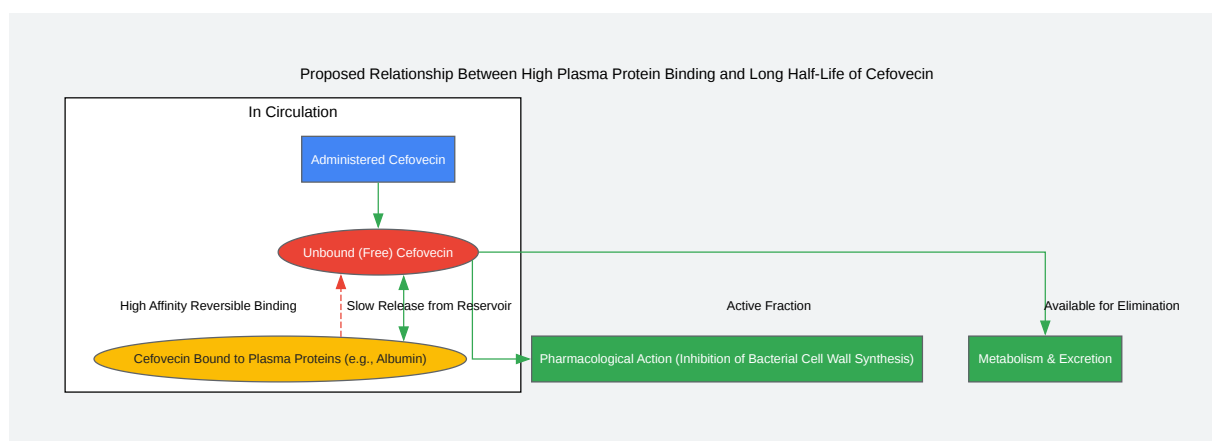 Proposed Relationship Between High Plasma Protein Binding and Long Half-Life of Cefovecin
In Circulation
Administered Cefovecin
Unbound (Free) Cefovecin
High Affinity Reversible Binding
Slow Release from Reservoir
Active Fraction
Available for Elimination
Cefovecin Bound to Plasma Proteins (e.g., Albumin)
Pharmacological Action (Inhibition of Bacterial Cell Wall Synthesis)
Metabolism & Excretion